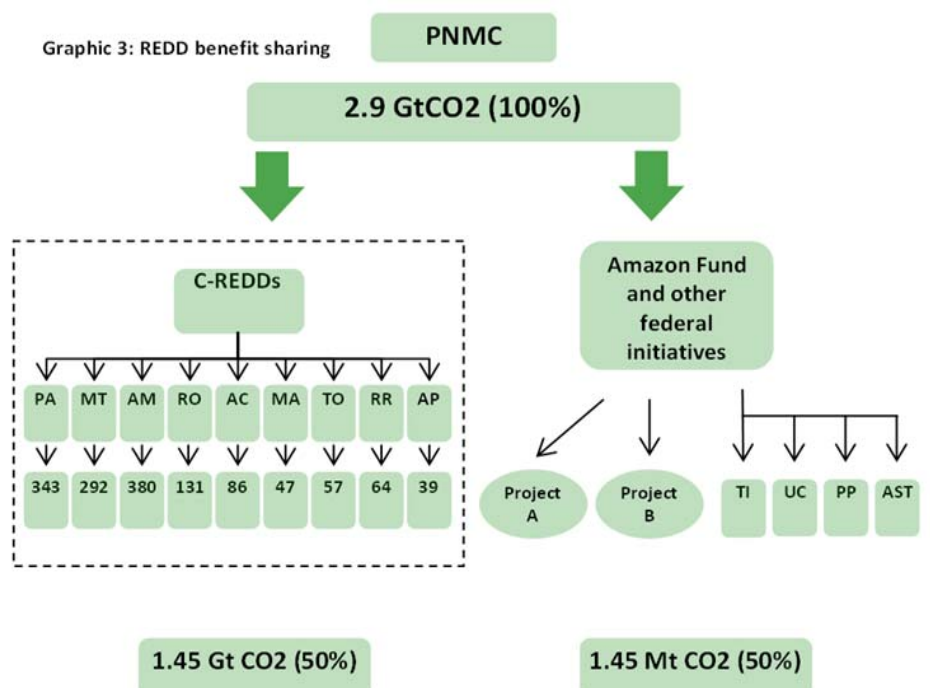 PNMC
Graphic 3: REDD benefit sharing
2.9 GtCO2 (100%)
C-REDDs
PA MT AM RO AC MA TO RR AP
343 292 380 131 86 47 57 64 39
Amazon Fund
and other
federal
initiatives
Project
A
Project
B
TI UC PP AST
1.45 Gt CO2 (50%)
1.45 Mt CO2 (50%)